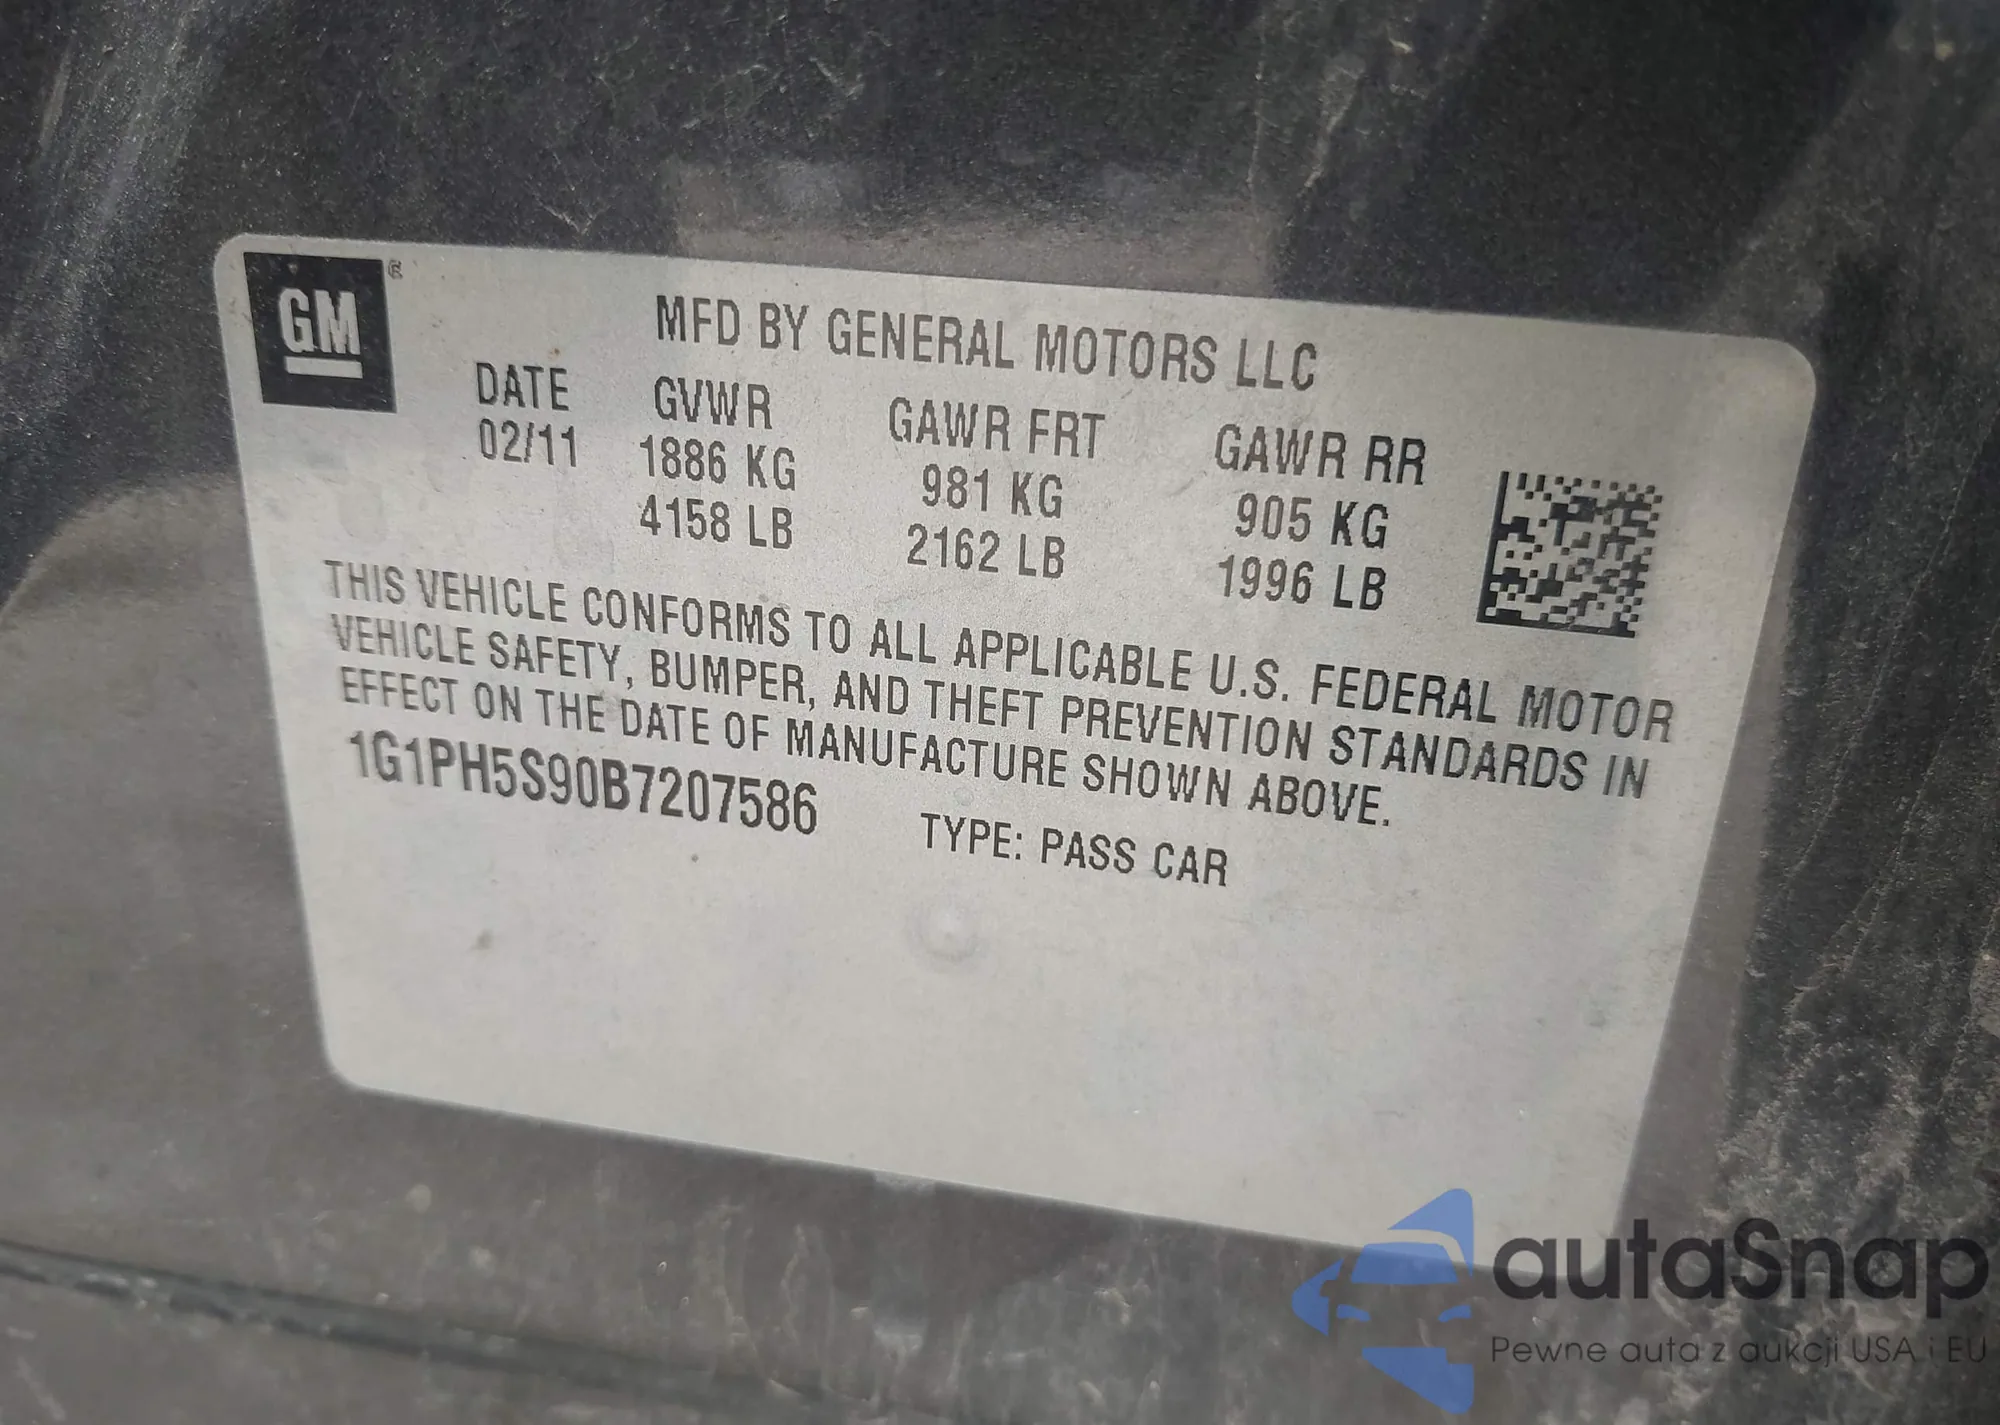 GM
®
MFD BY GENERAL MOTORS LLC
DATE GVWR GAWR FRT GAWR RR
02/11 1886 KG 981 KG 905 KG
4158 LB 2162 LB 1996 LB
THIS VEHICLE CONFORMS TO ALL APPLICABLE U.S. FEDERAL MOTOR
VEHICLE SAFETY, BUMPER, AND THEFT PREVENTION STANDARDS IN
EFFECT ON THE DATE OF MANUFACTURE SHOWN ABOVE.
1G1PH5S90B7207586 TYPE: PASS CAR
autaSnap
Pewne auta z aukcji USA i EU